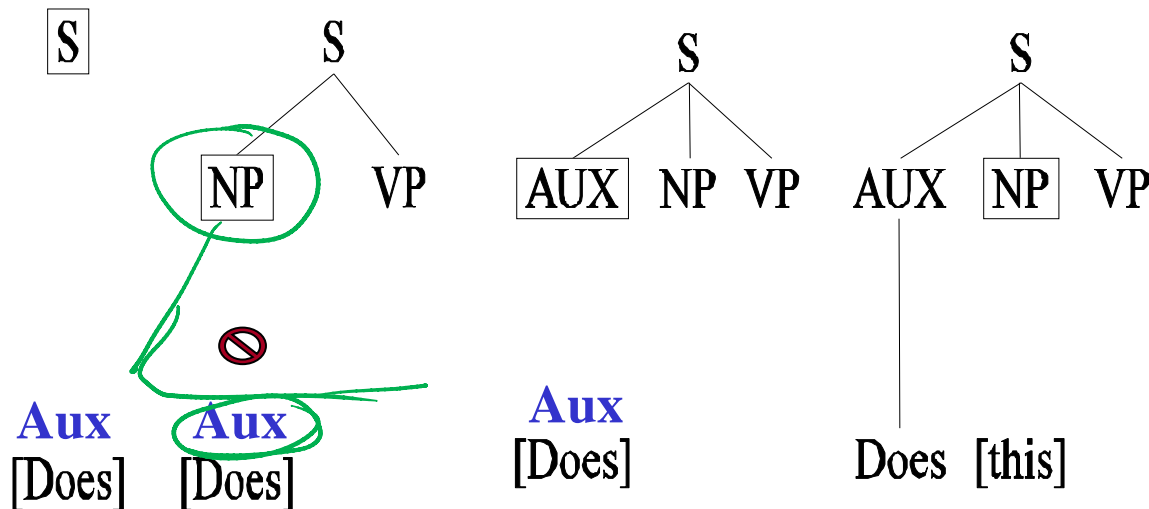 S S S S
NP VP AUX NP VP AUX NP VP
Aux Aux Aux
[Does] [Does] [Does] Does [this]